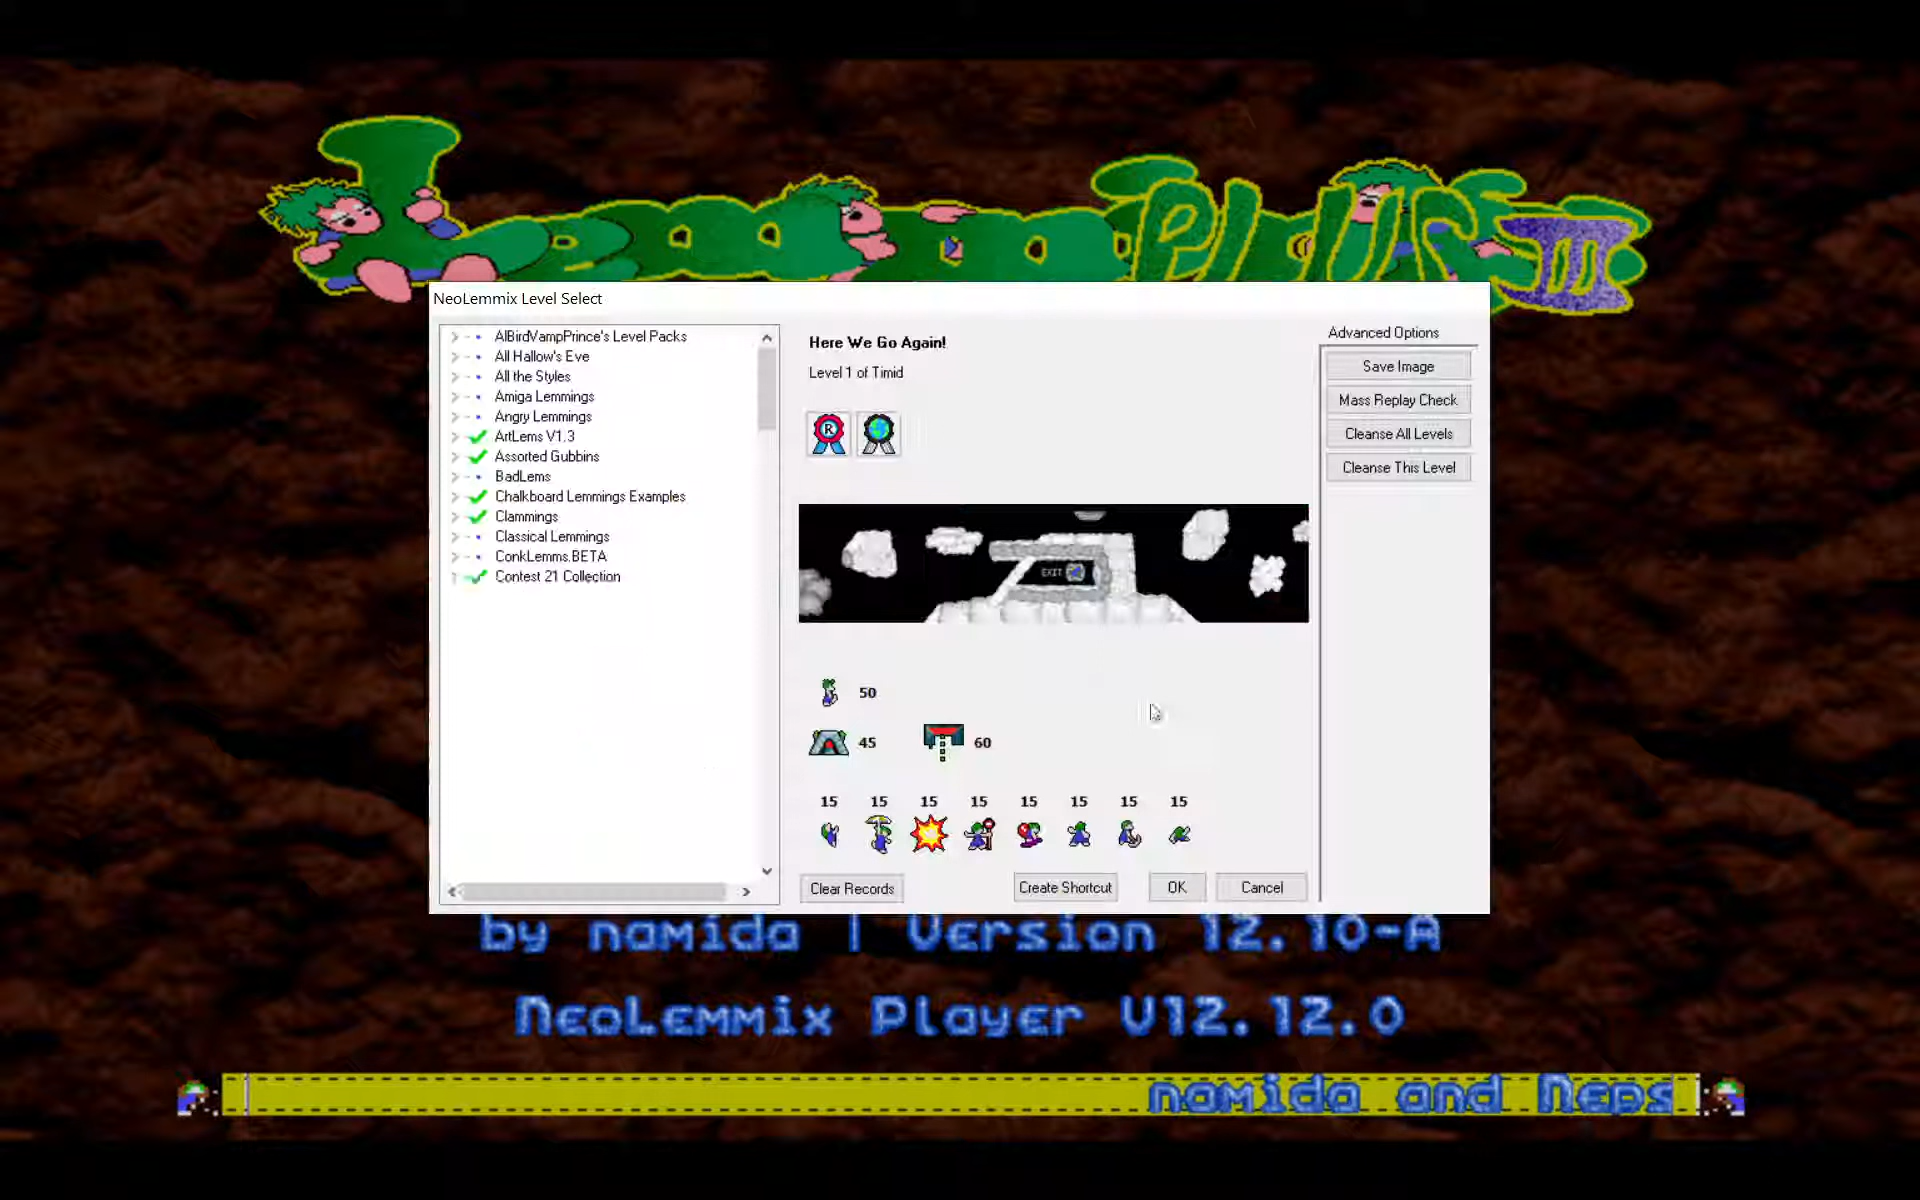 Lemmings Plus III
NeoLemmix Level Select
AlBirdVampPrince's Level Packs
All Hallow's Eve
All the Styles
Amiga Lemmings
Angry Lemmings
ArtLems V1.3
Assorted Gubbins
BadLems
Chalkboard Lemmings Examples
Clammings
Classical Lemmings
ConkLemms.BETA
Contest 21 Collection
Here We Go Again!
Level 1 of Timid
R
EXIT
50
45
60
15 15 15 15 15 15 15 15
Clear Records
Create Shortcut
OK
Cancel
Advanced Options
Save Image
Mass Replay Check
Cleanse All Levels
Cleanse This Level
by namida | Version 12.10-A
NeoLemmix Player V12.12.0
namida and Neps